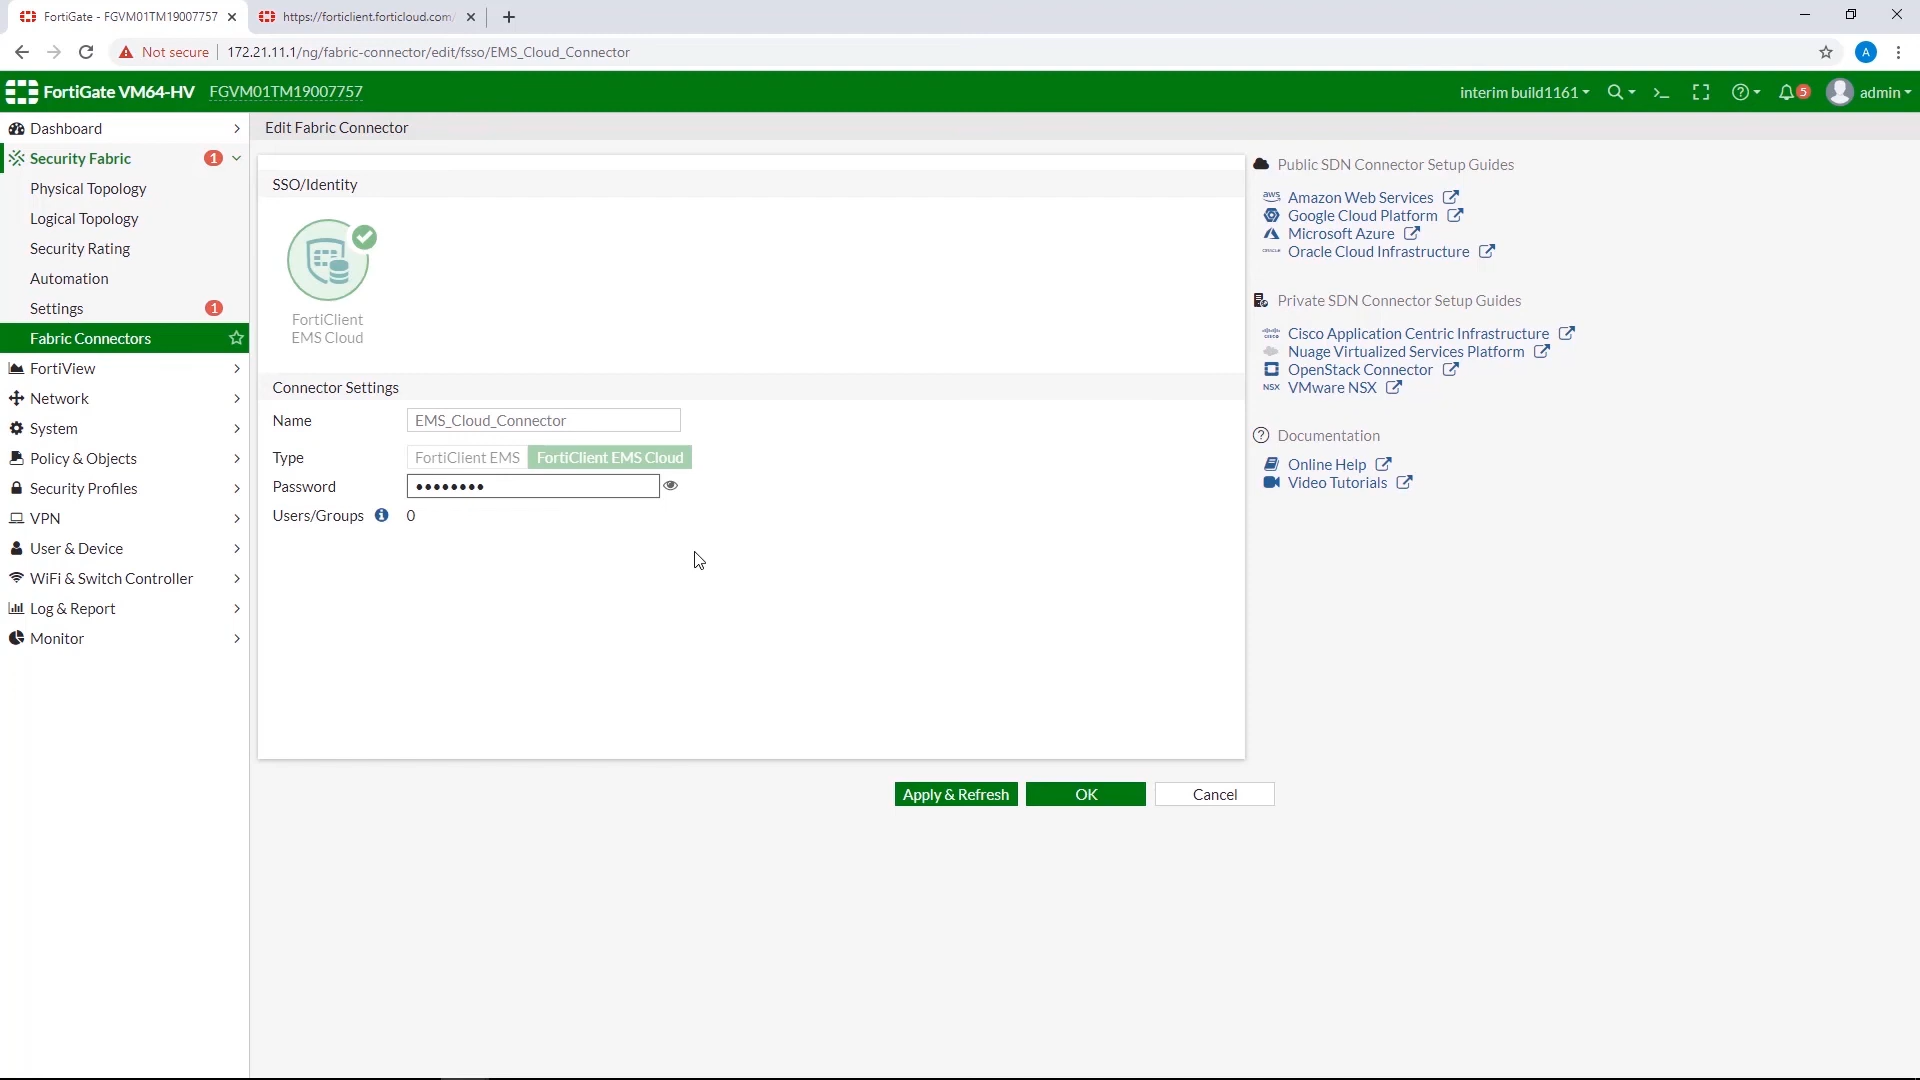 FortiGate - FGVM01TM19007757
https://forticlient.forticloud.com/
Not secure
172.21.11.1/ng/fabric-connector/edit/fsso/EMS_Cloud_Connector
A
FortiGate VM64-HV
FGVM01TM19007757
interim build1161
5
admin
Dashboard
Security Fabric
1
Physical Topology
Logical Topology
Security Rating
Automation
Settings
1
Fabric Connectors
FortiView
Network
System
Policy & Objects
Security Profiles
VPN
User & Device
WiFi & Switch Controller
Log & Report
Monitor
Edit Fabric Connector
SSO/Identity
FortiClient
EMS Cloud
Connector Settings
Name
EMS_Cloud_Connector
Type
FortiClient EMS
FortiClient EMS Cloud
Password
••••••••
Users/Groups
0
Apply & Refresh
OK
Cancel
Public SDN Connector Setup Guides
aws
Amazon Web Services
Google Cloud Platform
Microsoft Azure
Oracle Cloud Infrastructure
Private SDN Connector Setup Guides
Cisco Application Centric Infrastructure
Nuage Virtualized Services Platform
OpenStack Connector
NSX
VMware NSX
Documentation
Online Help
Video Tutorials